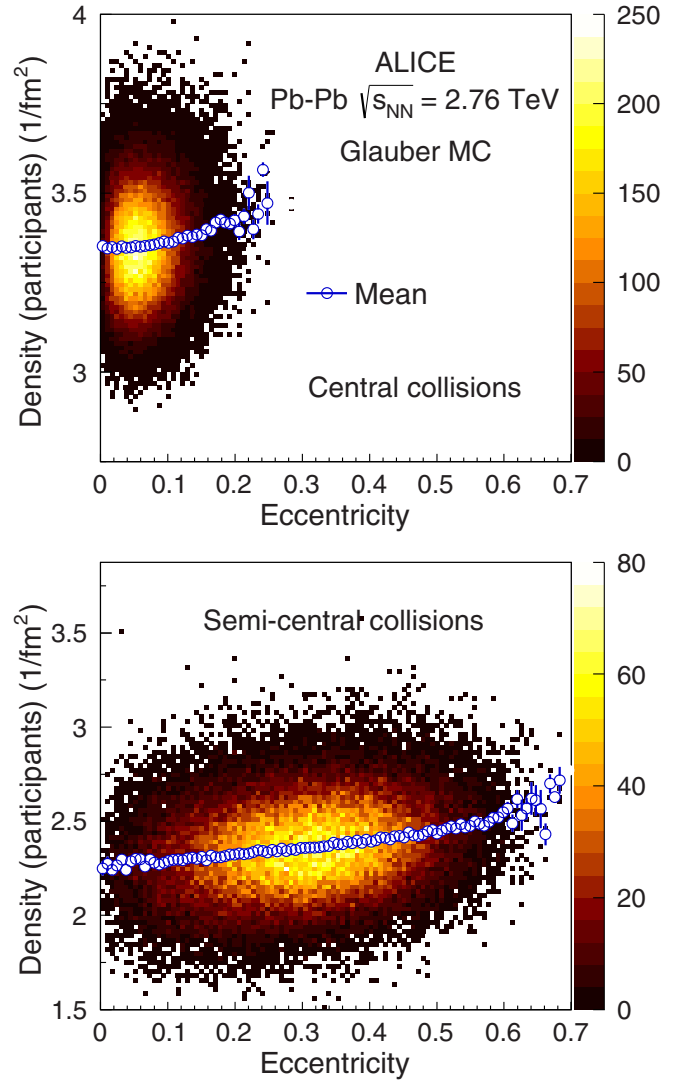 4
3.5
3
Density (participants) (1/fm²)
ALICE
Pb-Pb √s_NN = 2.76 TeV
Glauber MC
Mean
Central collisions
0 0.1 0.2 0.3 0.4 0.5 0.6 0.7
Eccentricity
250
200
150
100
50
0
3.5
3
2.5
2
1.5
Density (participants) (1/fm²)
Semi-central collisions
0 0.1 0.2 0.3 0.4 0.5 0.6 0.7
Eccentricity
80
60
40
20
0